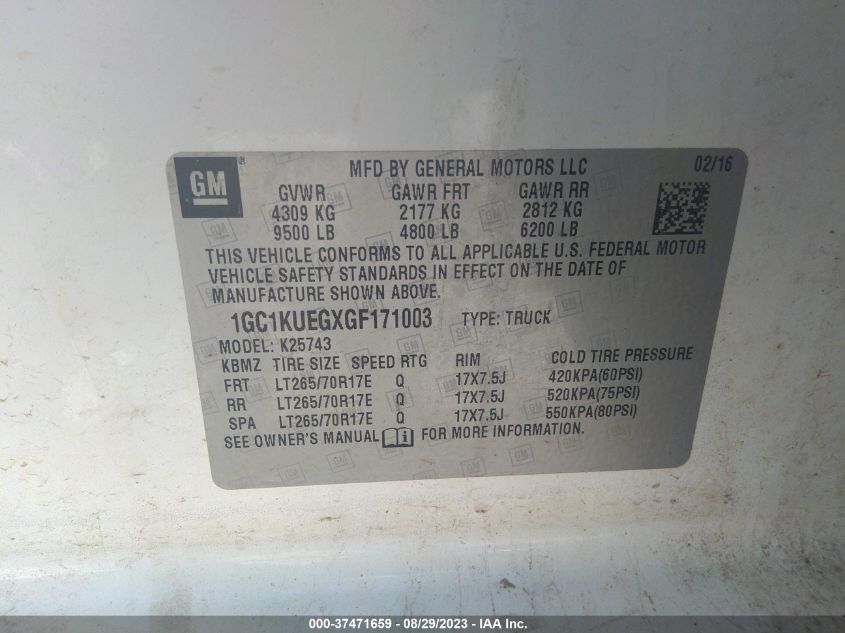 GM ® MFD BY GENERAL MOTORS LLC 02/16
GVWR GAWR FRT GAWR RR
4309 KG 2177 KG 2812 KG
9500 LB 4800 LB 6200 LB
THIS VEHICLE CONFORMS TO ALL APPLICABLE U.S. FEDERAL MOTOR
VEHICLE SAFETY STANDARDS IN EFFECT ON THE DATE OF
MANUFACTURE SHOWN ABOVE.
1GC1KUEGXGF171003 TYPE: TRUCK
MODEL: K25743
KBMZ TIRE SIZE SPEED RTG RIM COLD TIRE PRESSURE
FRT LT265/70R17E Q 17X7.5J 420KPA(60PSI)
RR LT265/70R17E Q 17X7.5J 520KPA(75PSI)
SPA LT265/70R17E Q 17X7.5J 550KPA(80PSI)
SEE OWNER'S MANUAL FOR MORE INFORMATION.
000-37471659 - 08/29/2023 - IAA Inc.